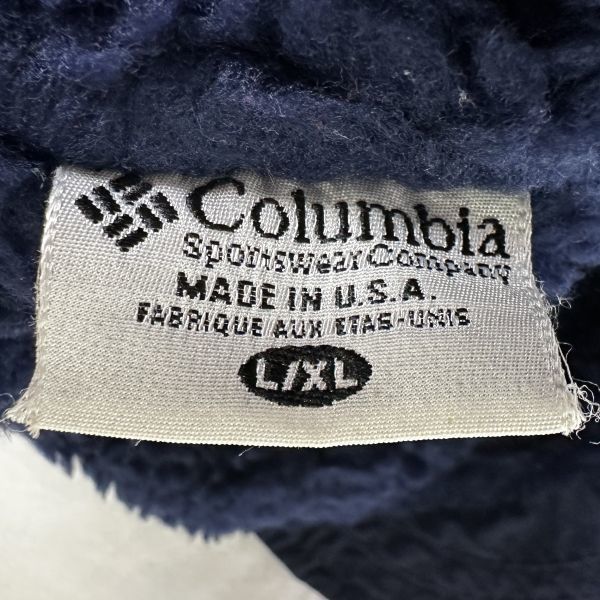 Columbia
Sportswear Company
MADE IN U.S.A.
FABRIQUE AUX ETAS-UNIS
L/XL